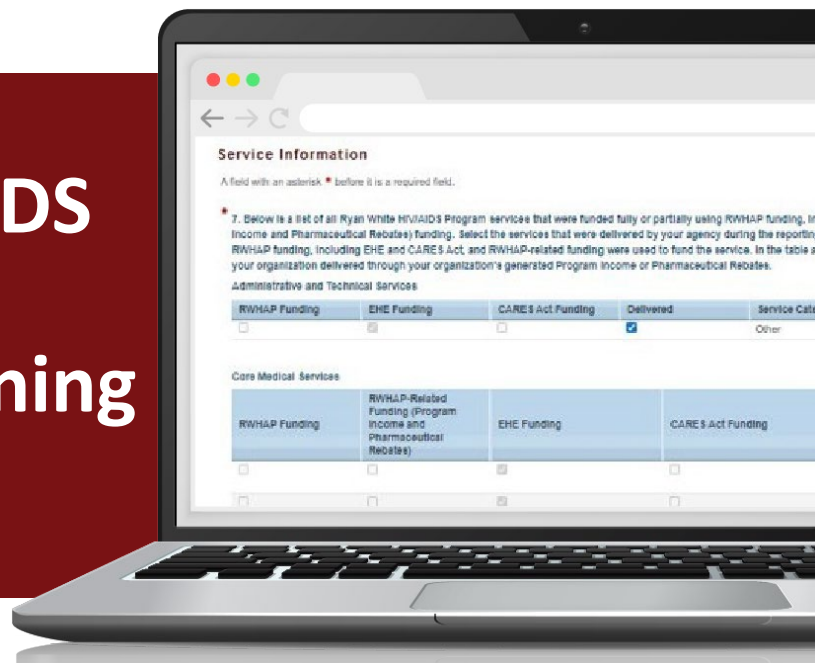 DS
ning
Service Information
A field with an asterisk * before it is a required field.
* 7. Below is a list of all Ryan White HIV/AIDS Program services that were funded fully or partially using RWHAP funding, in
Income and Pharmaceutical Rebates) funding. Select the services that were delivered by your agency during the reporting
RWHAP funding, including EHE and CARES Act, and RWHAP-related funding were used to fund the service. In the table a
your organization delivered through your organization's generated Program Income or Pharmaceutical Rebates.
Administrative and Technical Services
RWHAP Funding EHE Funding CARES Act Funding Delivered Service Cate
Other
Core Medical Services
RWHAP Funding RWHAP-Related Funding (Program Income and Pharmaceutical Rebates) EHE Funding CARES Act Funding